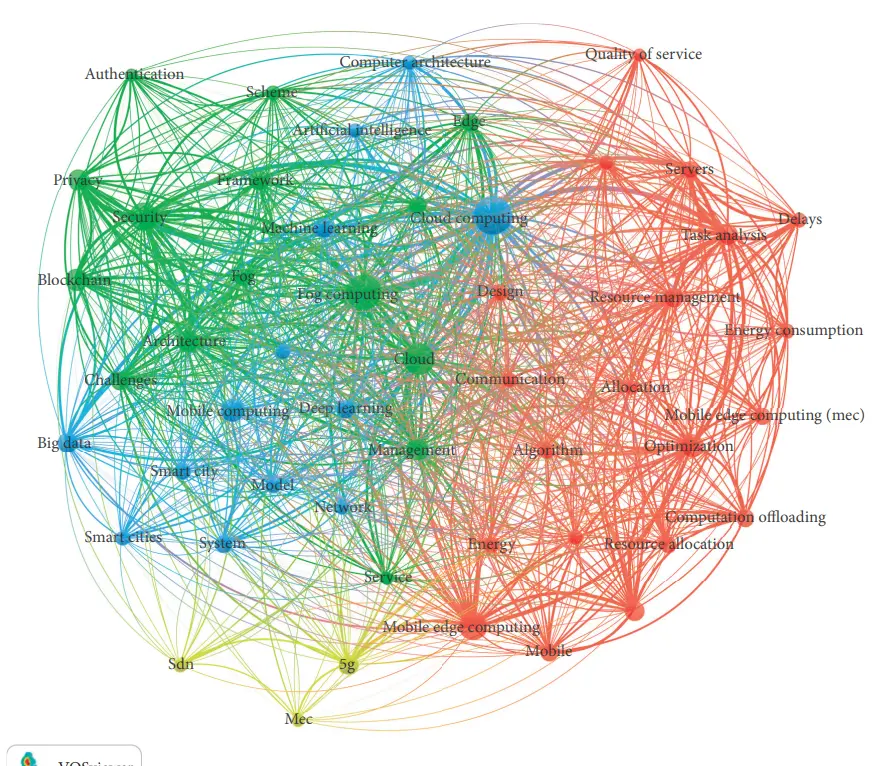 Quality of service
Computer architecture
Authentication
Scheme
Edge
Artificial intelligence
Servers
Privacy
Framework
Security
Cloud computing
Delays
Machine learning
Task analysis
Fog
Blockchain
Fog computing
Design
Resource management
Energy consumption
Architecture
Cloud
Challenges
Communication
Allocation
Mobile computing
Deep learning
Mobile edge computing (mec)
Big data
Management
Algorithm
Optimization
Smart city
Model
Network
Computation offloading
Smart cities
System
Energy
Resource allocation
Service
Mobile edge computing
Mobile
Sdn
5g
Mec